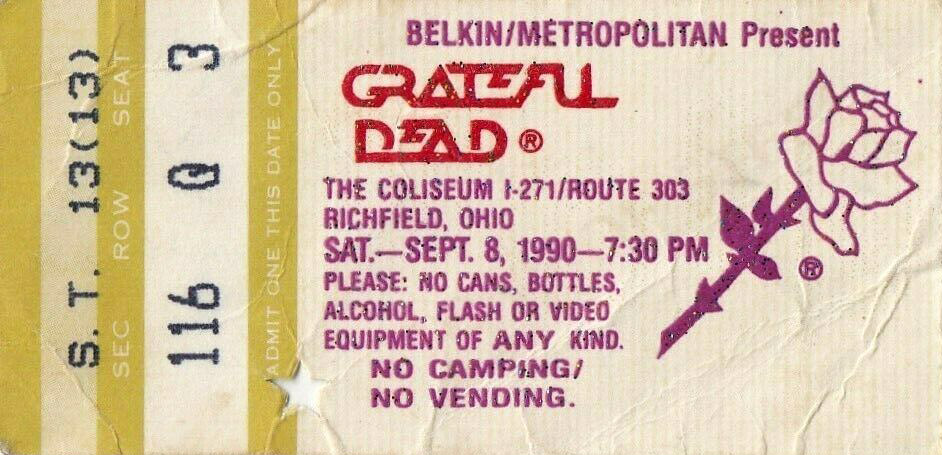 S. T. 13(13)
SEC ROW SEAT
116 Q 3
ADMIT ONE THIS DATE ONLY
BELKIN/METROPOLITAN Present
GRATEFUL
DEAD ®
THE COLISEUM I-271/ROUTE 303
RICHFIELD, OHIO
SAT.—SEPT. 8, 1990—7:30 PM
PLEASE: NO CANS, BOTTLES,
ALCOHOL, FLASH OR VIDEO
EQUIPMENT OF ANY KIND.
NO CAMPING/
NO VENDING.
®